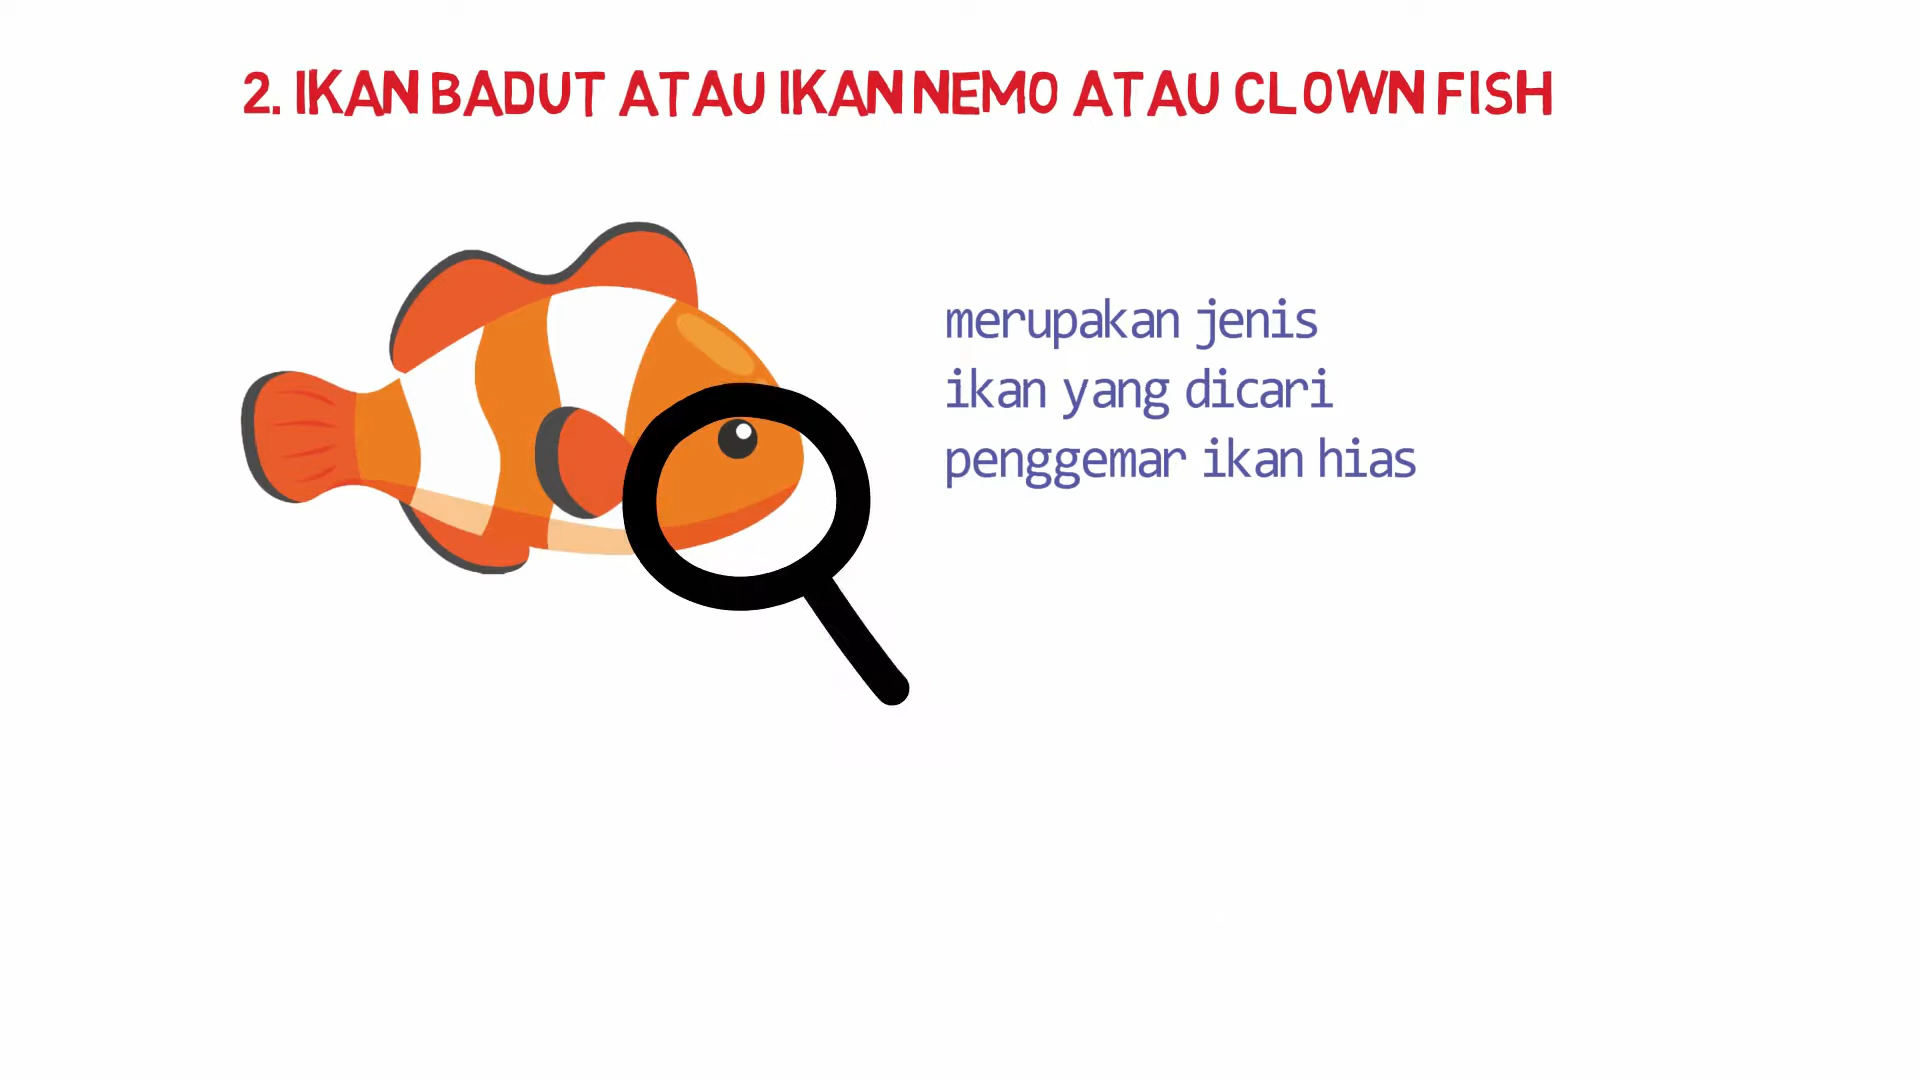 2. IKAN BADUT ATAU IKAN NEMO ATAU CLOWN FISH
merupakan jenis
ikan yang dicari
penggemar ikan hias